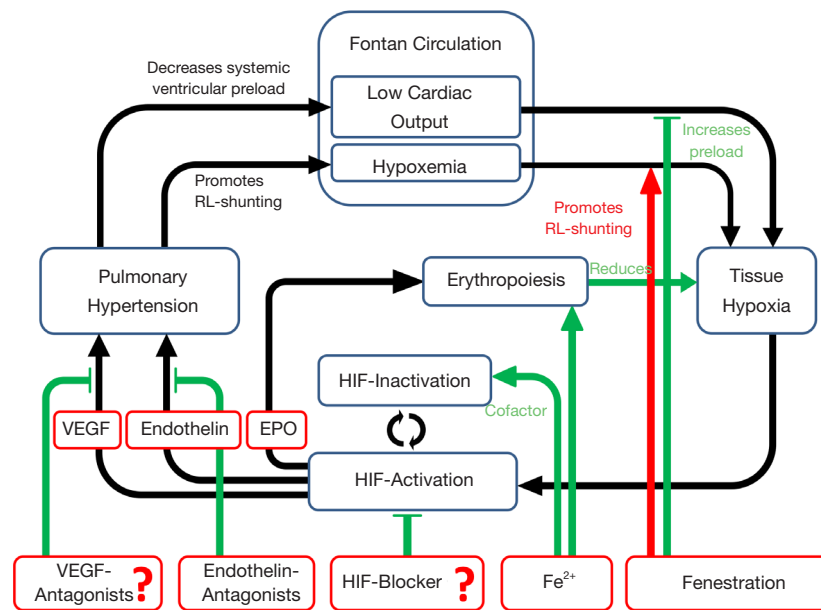 Fontan Circulation
Decreases systemic
ventricular preload
Low Cardiac
Output
Increases
preload
Hypoxemia
Promotes
RL-shunting
Promotes
RL-shunting
Pulmonary
Hypertension
Erythropoiesis
Reduces
Tissue
Hypoxia
HIF-Inactivation
Cofactor
VEGF
Endothelin
EPO
HIF-Activation
VEGF-
Antagonists ?
Endothelin-
Antagonists
HIF-Blocker ?
Fe²⁺
Fenestration